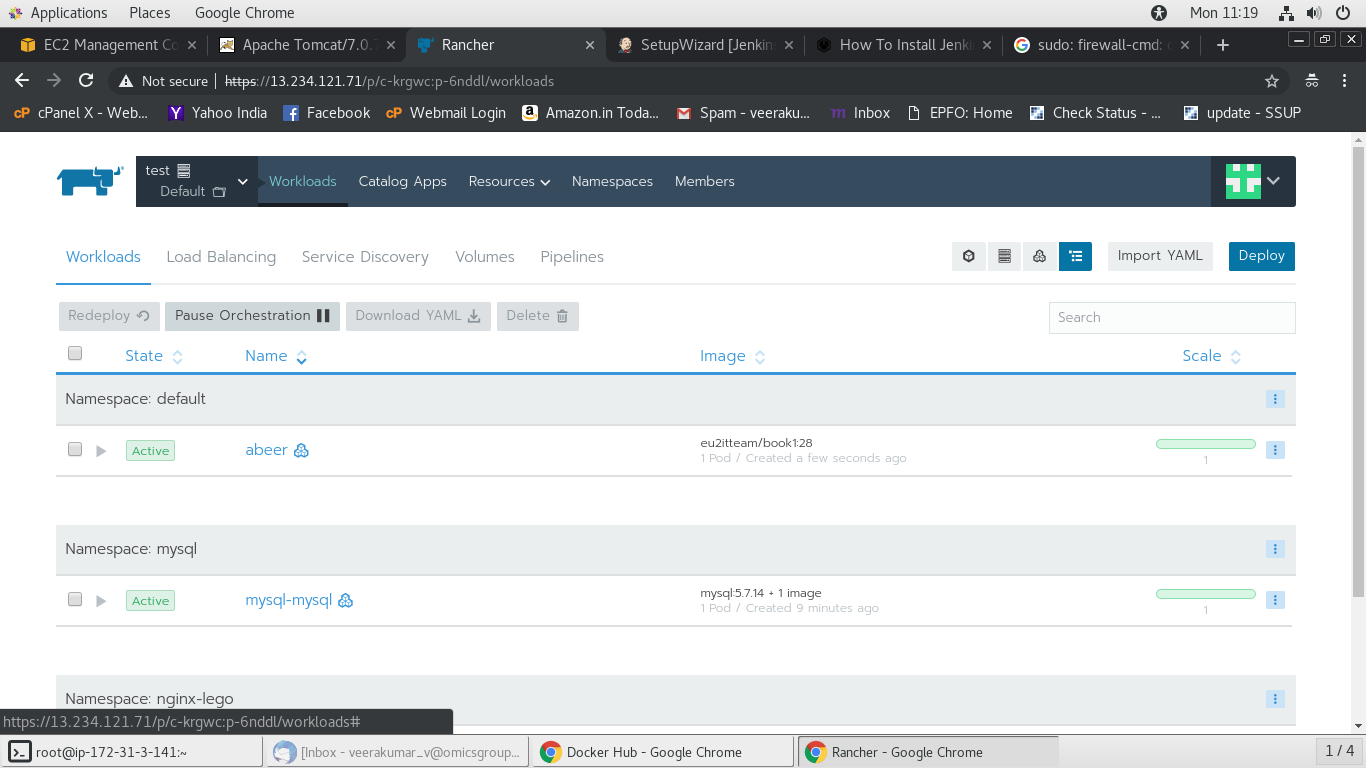 Applications Places Google Chrome Mon 11:19
EC2 Management Co Apache Tomcat/7.0.7 Rancher SetupWizard [Jenkin How To Install Jenki sudo: firewall-cmd: c
Not secure https://13.234.121.71/p/c-krgwc:p-6nddl/workloads
cPanel X - Web... Yahoo India Facebook Webmail Login Amazon.in Toda... Spam - veeraku... Inbox EPFO: Home Check Status - ... update - SSUP
test
Default
Workloads Catalog Apps Resources Namespaces Members
Workloads Load Balancing Service Discovery Volumes Pipelines Import YAML Deploy
Redeploy Pause Orchestration Download YAML Delete Search
State Name Image Scale
Namespace: default
Active abeer eu2itteam/book1:28
1 Pod / Created a few seconds ago 1
Namespace: mysql
Active mysql-mysql mysql:5.7.14 + 1 image
1 Pod / Created 9 minutes ago 1
Namespace: nginx-lego
https://13.234.121.71/p/c-krgwc:p-6nddl/workloads#
root@ip-172-31-3-141:~ [Inbox - veerakumar_v@omicsgroup... Docker Hub - Google Chrome Rancher - Google Chrome 1 / 4